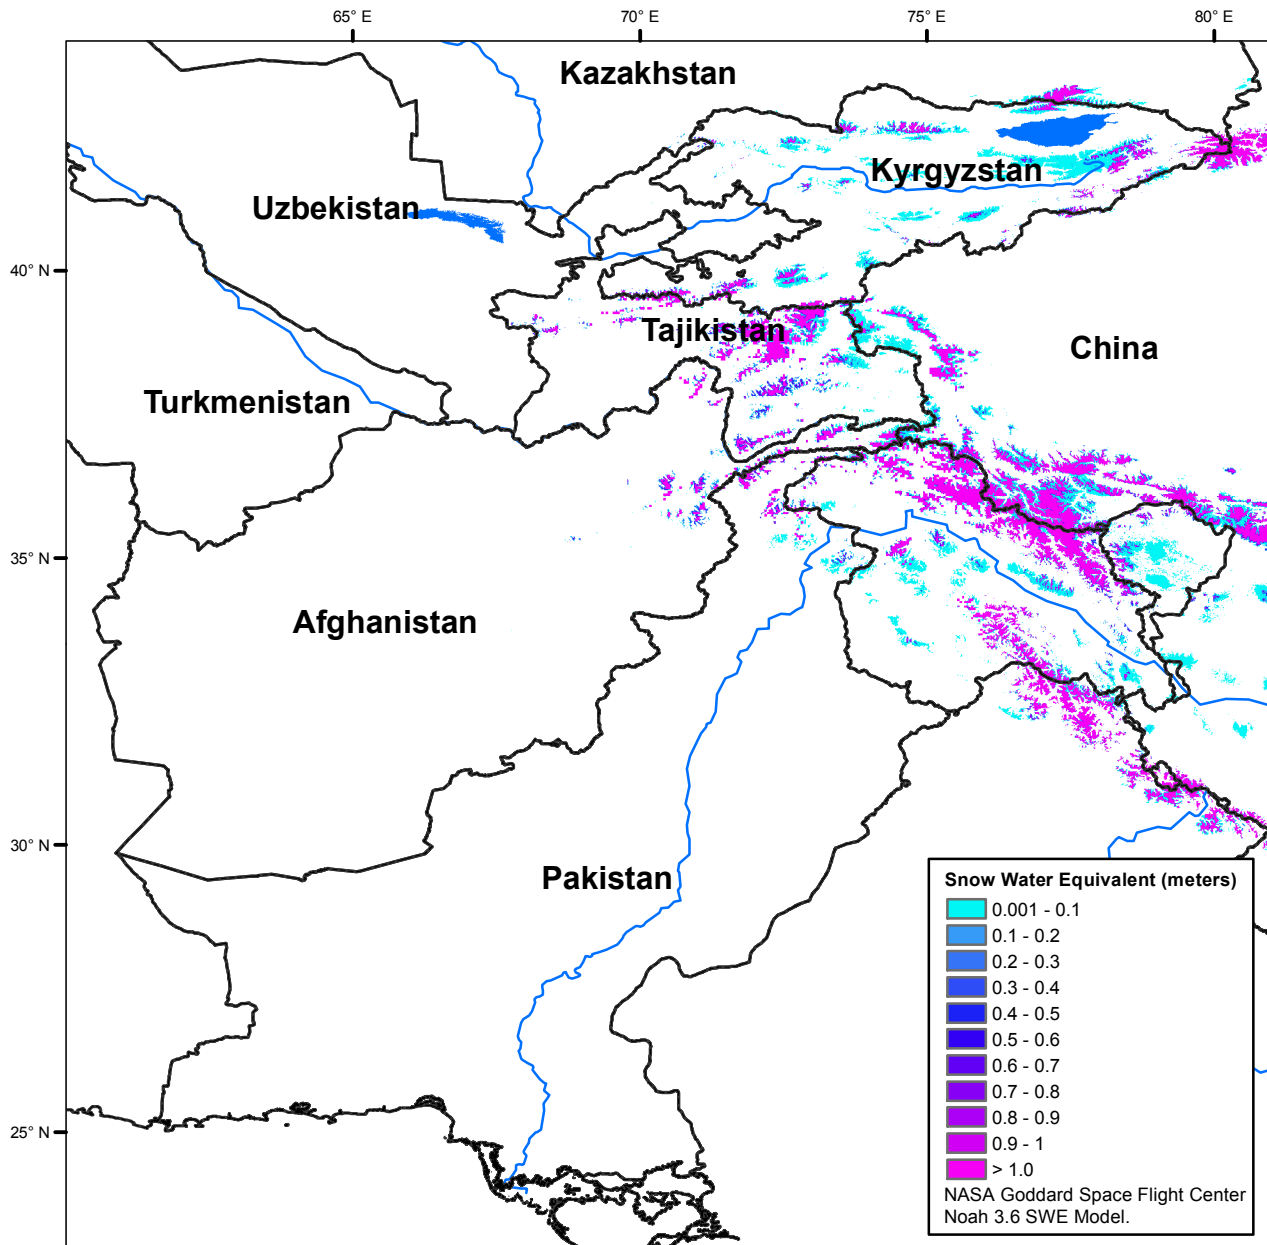 65° E
70° E
75° E
80° E
Kazakhstan
Kyrgyzstan
Uzbekistan
40° N
Tajikistan
China
Turkmenistan
35° N
Afghanistan
30° N
Pakistan
25° N
Snow Water Equivalent (meters)
0.001 - 0.1
0.1 - 0.2
0.2 - 0.3
0.3 - 0.4
0.4 - 0.5
0.5 - 0.6
0.6 - 0.7
0.7 - 0.8
0.8 - 0.9
0.9 - 1
> 1.0
NASA Goddard Space Flight Center
Noah 3.6 SWE Model.